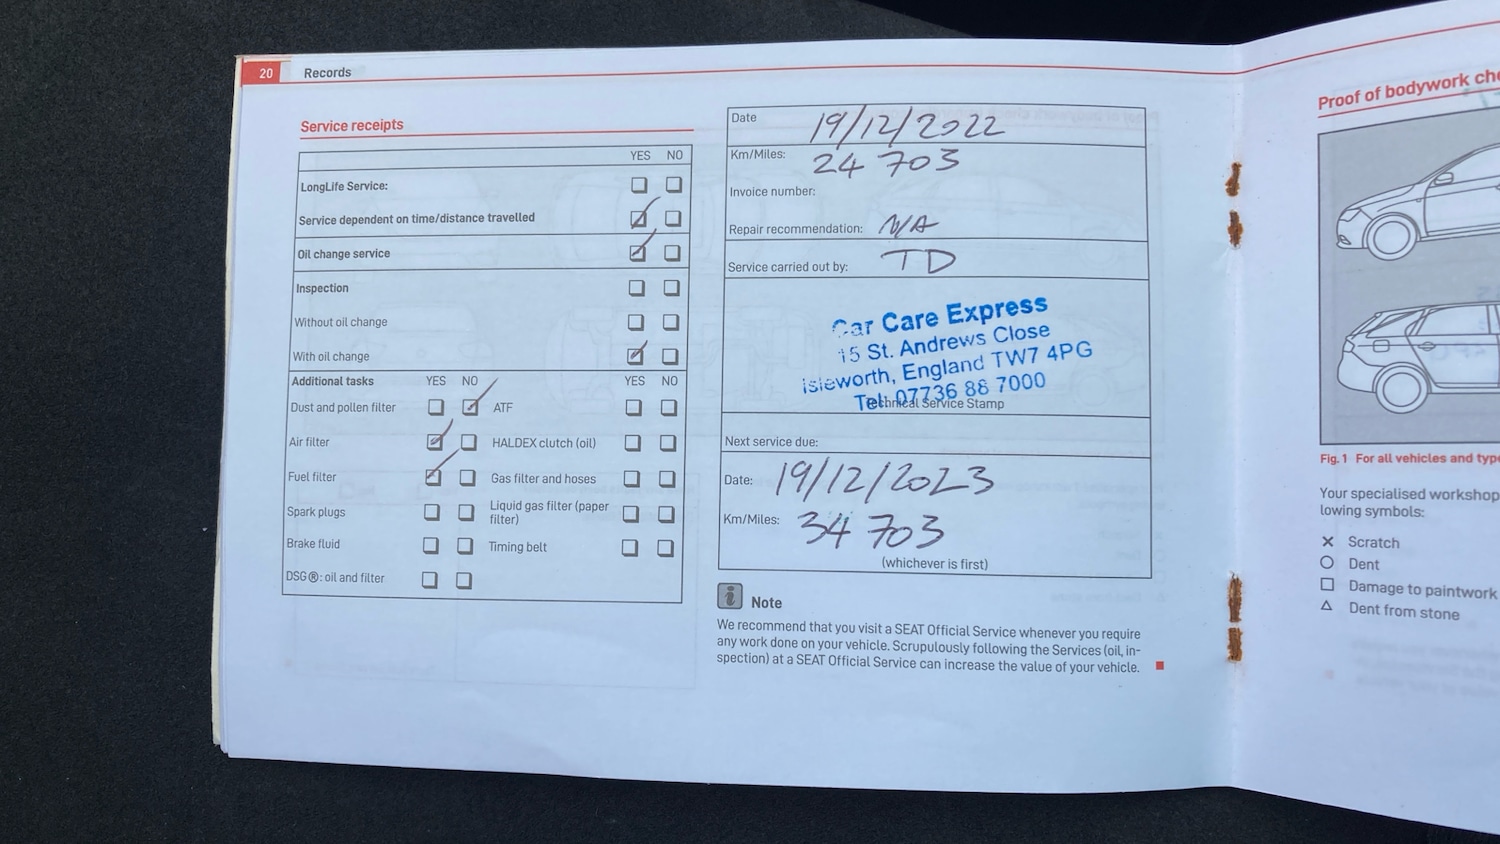 20 Records
Service receipts
YES NO
LongLife Service:
Service dependent on time/distance travelled
Oil change service
Inspection
Without oil change
With oil change
Additional tasks YES NO YES NO
Dust and pollen filter ATF
Air filter HALDEX clutch (oil)
Fuel filter Gas filter and hoses
Spark plugs Liquid gas filter (paper
filter)
Brake fluid Timing belt
DSG®: oil and filter
Date 19/12/2022
Km/Miles: 24 703
Invoice number:
Repair recommendation: N/A
Service carried out by: TD
Car Care Express
15 St. Andrews Close
Isleworth, England TW7 4PG
Tel: 07736 88 7000
Technical Service Stamp
Next service due:
Date: 19/12/2023
Km/Miles: 34 703
(whichever is first)
i Note
We recommend that you visit a SEAT Official Service whenever you require
any work done on your vehicle. Scrupulously following the Services (oil, in-
spection) at a SEAT Official Service can increase the value of your vehicle.
Proof of bodywork
Fig. 1 For all vehicles and
Your specialised workshop
lowing symbols:
Scratch
Dent
Damage to paintwork
Dent from stone